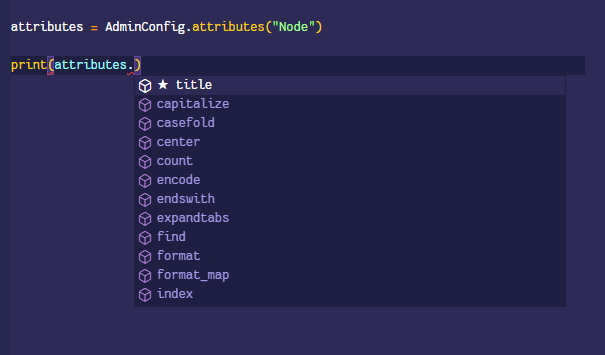 attributes = AdminConfig.attributes("Node")
print(attributes.)
★ title
capitalize
casefold
center
count
encode
endswith
expandtabs
find
format
format_map
index